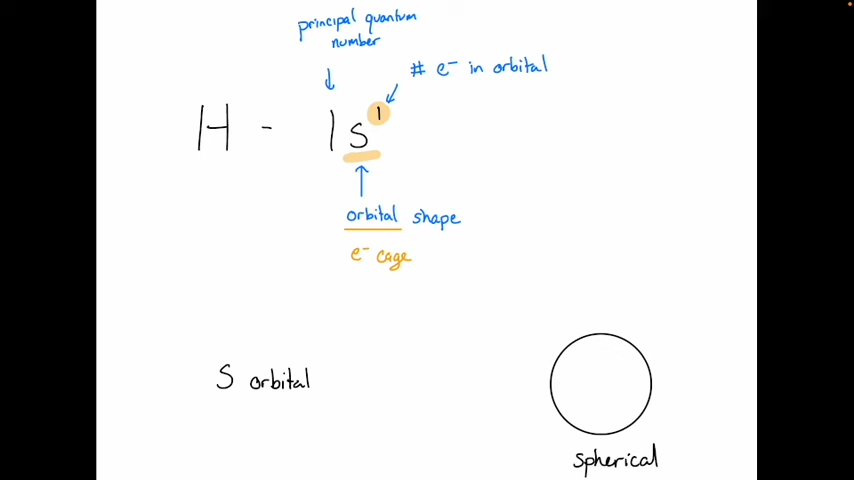 principal quantum
number
# e⁻ in orbital
H - 1s¹
orbital shape
e⁻ cage
S orbital
spherical